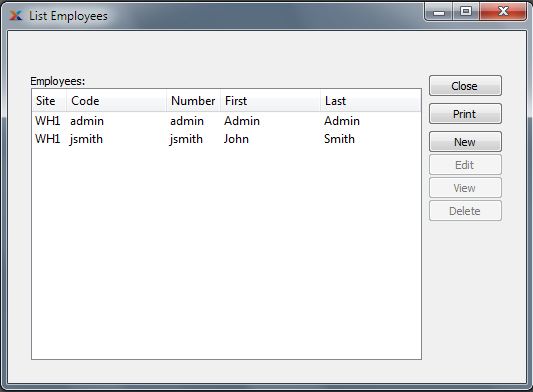 List Employees
Employees:
Site Code Number First Last
WH1 admin admin Admin Admin
WH1 jsmith jsmith John Smith
Close
Print
New
Edit
View
Delete